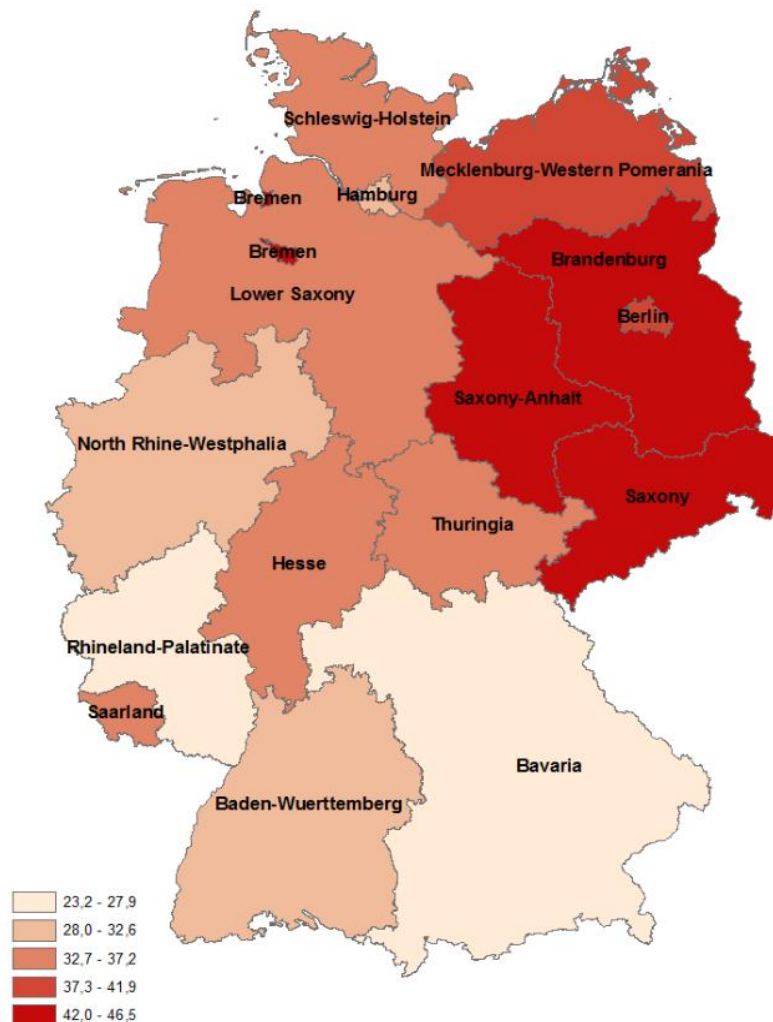 Schleswig-Holstein
Mecklenburg-Western Pomerania
Bremen
Hamburg
Bremen
Brandenburg
Lower Saxony
Berlin
Saxony-Anhalt
North Rhine-Westphalia
Saxony
Thuringia
Hesse
Rhineland-Palatinate
Saarland
Bavaria
Baden-Wuerttemberg
23,2 - 27,9
28,0 - 32,6
32,7 - 37,2
37,3 - 41,9
42,0 - 46,5